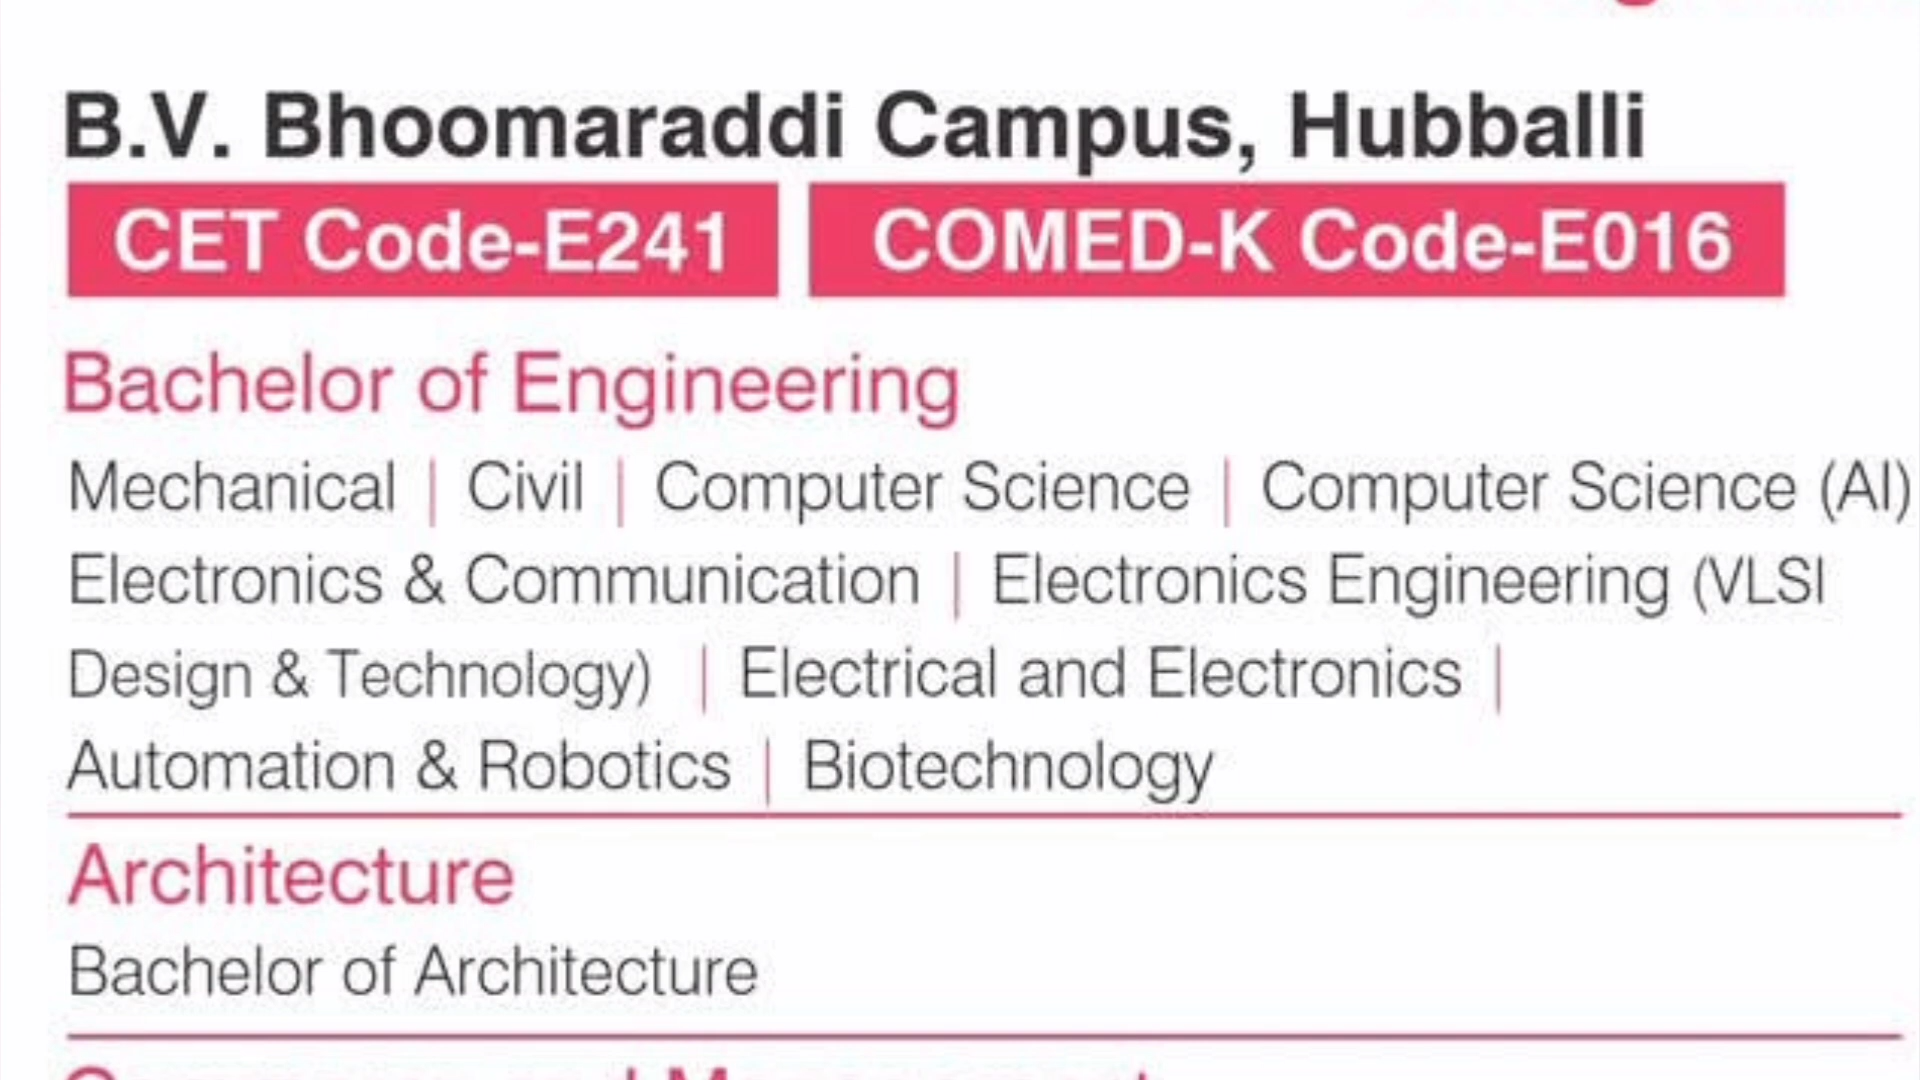 B.V. Bhoomaraddi Campus, Hubballi
CET Code-E241 COMED-K Code-E016
Bachelor of Engineering
Mechanical | Civil | Computer Science | Computer Science (AI)
Electronics & Communication | Electronics Engineering (VLSI
Design & Technology) | Electrical and Electronics |
Automation & Robotics | Biotechnology
Architecture
Bachelor of Architecture